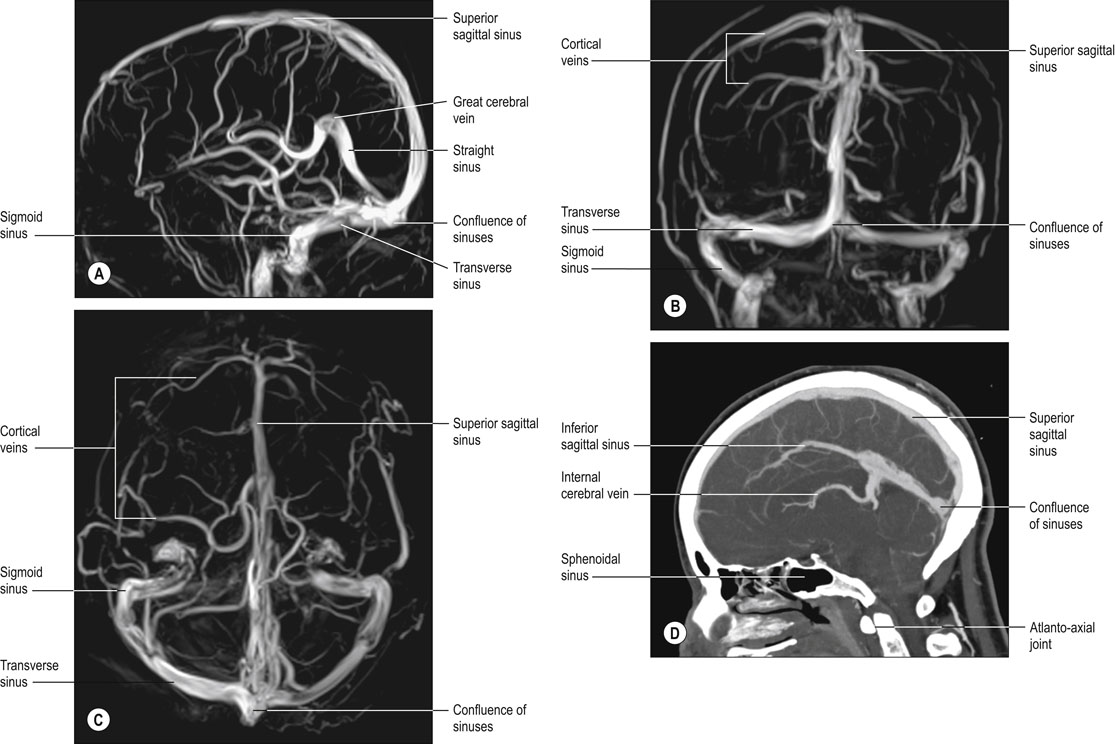 Superior
sagittal sinus
Great cerebral
vein
Straight
sinus
Sigmoid
sinus
Confluence of
sinuses
Transverse
sinus
A
Cortical
veins
Superior sagittal
sinus
Transverse
sinus
Sigmoid
sinus
Confluence of
sinuses
B
Cortical
veins
Superior sagittal
sinus
Sigmoid
sinus
Transverse
sinus
Confluence of
sinuses
C
Inferior
sagittal sinus
Superior
sagittal
sinus
Internal
cerebral vein
Confluence
of sinuses
Sphenoidal
sinus
Atlanto-axial
joint
D